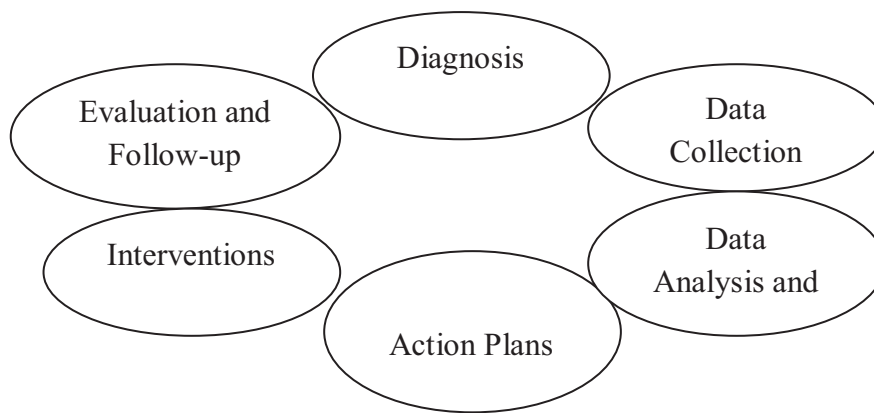 Diagnosis
Evaluation and
Follow-up
Data
Collection
Interventions
Data
Analysis and
Action Plans